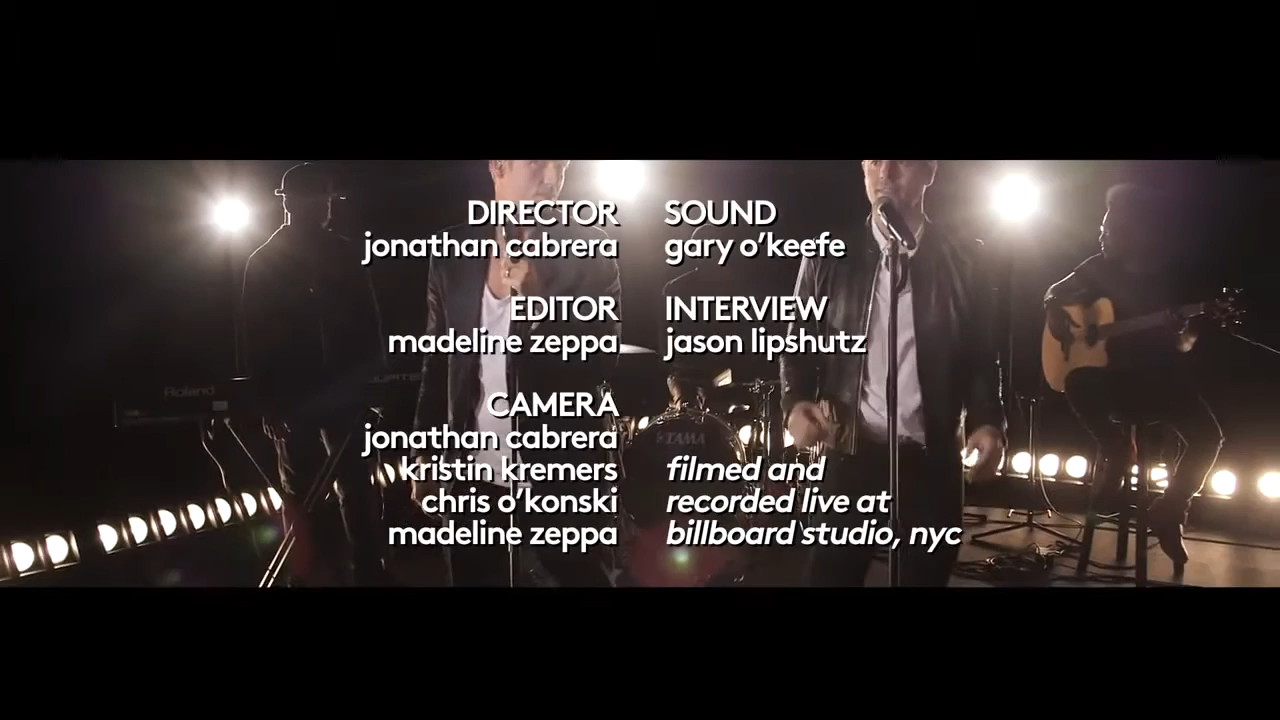 DIRECTOR
jonathan cabrera
EDITOR
madeline zeppa
CAMERA
jonathan cabrera
kristin kremers
chris o'konski
madeline zeppa
SOUND
gary o'keefe
INTERVIEW
jason lipshutz
filmed and
recorded live at
billboard studio, nyc
Roland
TAMA